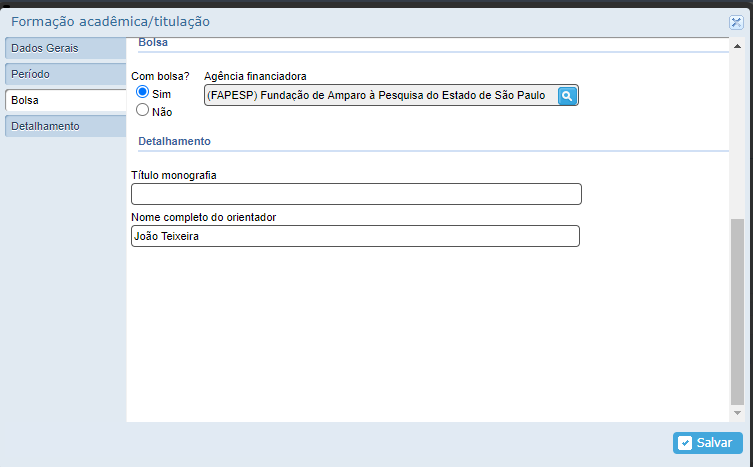 Formação acadêmica/titulação
Dados Gerais
Período
Bolsa
Detalhamento
Bolsa
Com bolsa?
Agência financiadora
Sim
(FAPESP) Fundação de Amparo à Pesquisa do Estado de São Paulo
Não
Detalhamento
Título monografia
Nome completo do orientador
João Teixeira
Salvar